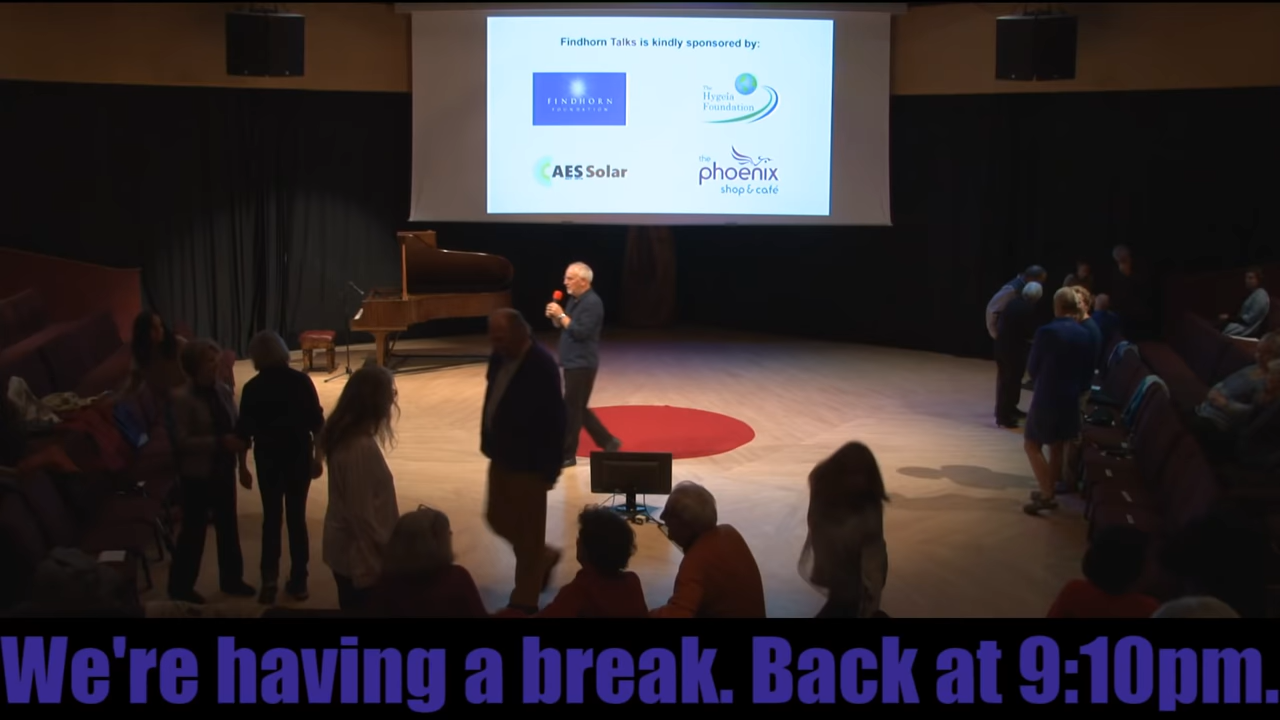 Findhorn Talks is kindly sponsored by:
FINDHORN
FOUNDATION
The
Hygeia
Foundation
AES Solar
the
phoenix
shop & café
We're having a break. Back at 9:10pm.